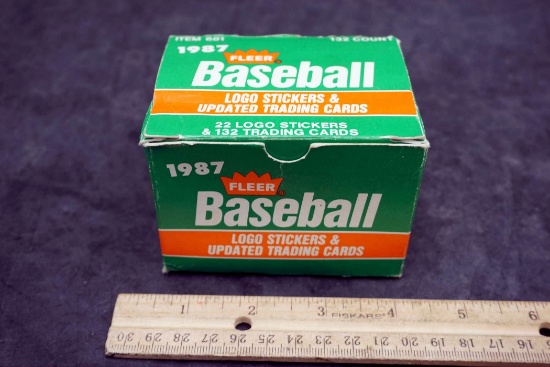 ITEM 661 132 COUNT
1987
FLEER
Baseball
LOGO STICKERS &
UPDATED TRADING CARDS
22 LOGO STICKERS
& 132 TRADING CARDS
1987
FLEER
Baseball
LOGO STICKERS &
UPDATED TRADING CARDS
1 2 3 4 5 6
FISKARS
30 29 28 27 26 25 24 23 22 21 20 19 18 17 16